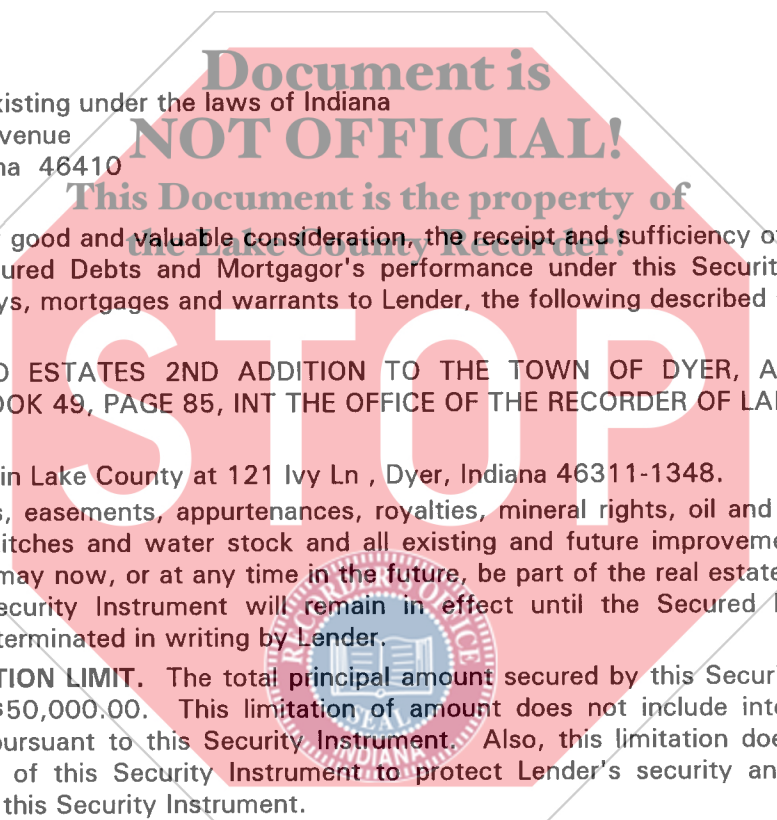 Document is
xisting under the laws of Indiana
venue
NOT OFFICIAL!
na 46410
This Document is the property of
good and valuable consideration, the receipt and sufficiency of
the Lake County Recorder!
ured Debts and Mortgagor's performance under this Securit
ys, mortgages and warrants to Lender, the following described
O ESTATES 2ND ADDITION TO THE TOWN OF DYER, A
OOK 49, PAGE 85, INT THE OFFICE OF THE RECORDER OF LA
STOP
in Lake County at 121 Ivy Ln , Dyer, Indiana 46311-1348.
s, easements, appurtenances, royalties, mineral rights, oil and
itches and water stock and all existing and future improveme
may now, or at any time in the future, be part of the real estate
ecurity Instrument will remain in effect until the Secured
terminated in writing by Lender.
RECORDER'S OFFICE
SEAL
INDIANA
TION LIMIT. The total principal amount secured by this Securi
$50,000.00. This limitation of amount does not include inte
oursuant to this Security Instrument. Also, this limitation doe
of this Security Instrument to protect Lender's security an
this Security Instrument.